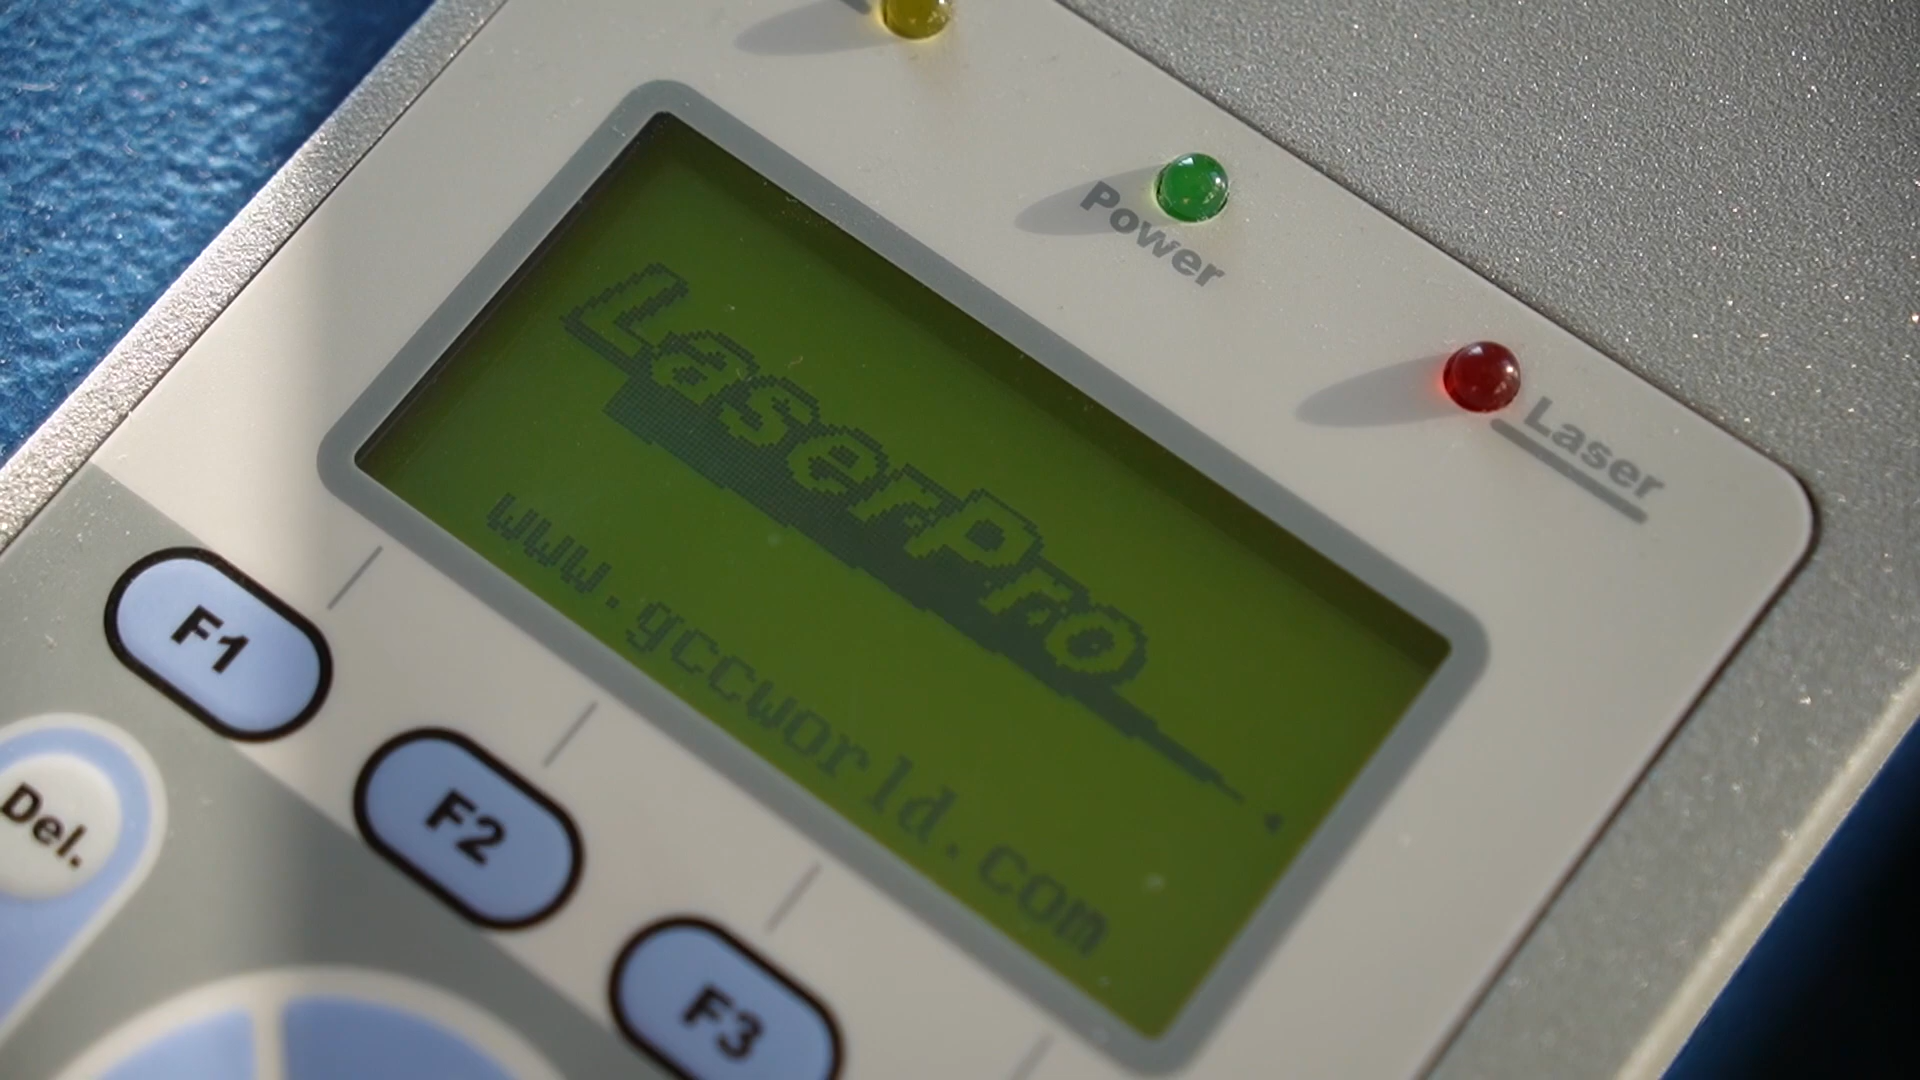 Power
Laser
LaserPro
www.gccworld.com
F1
F2
F3
Del.